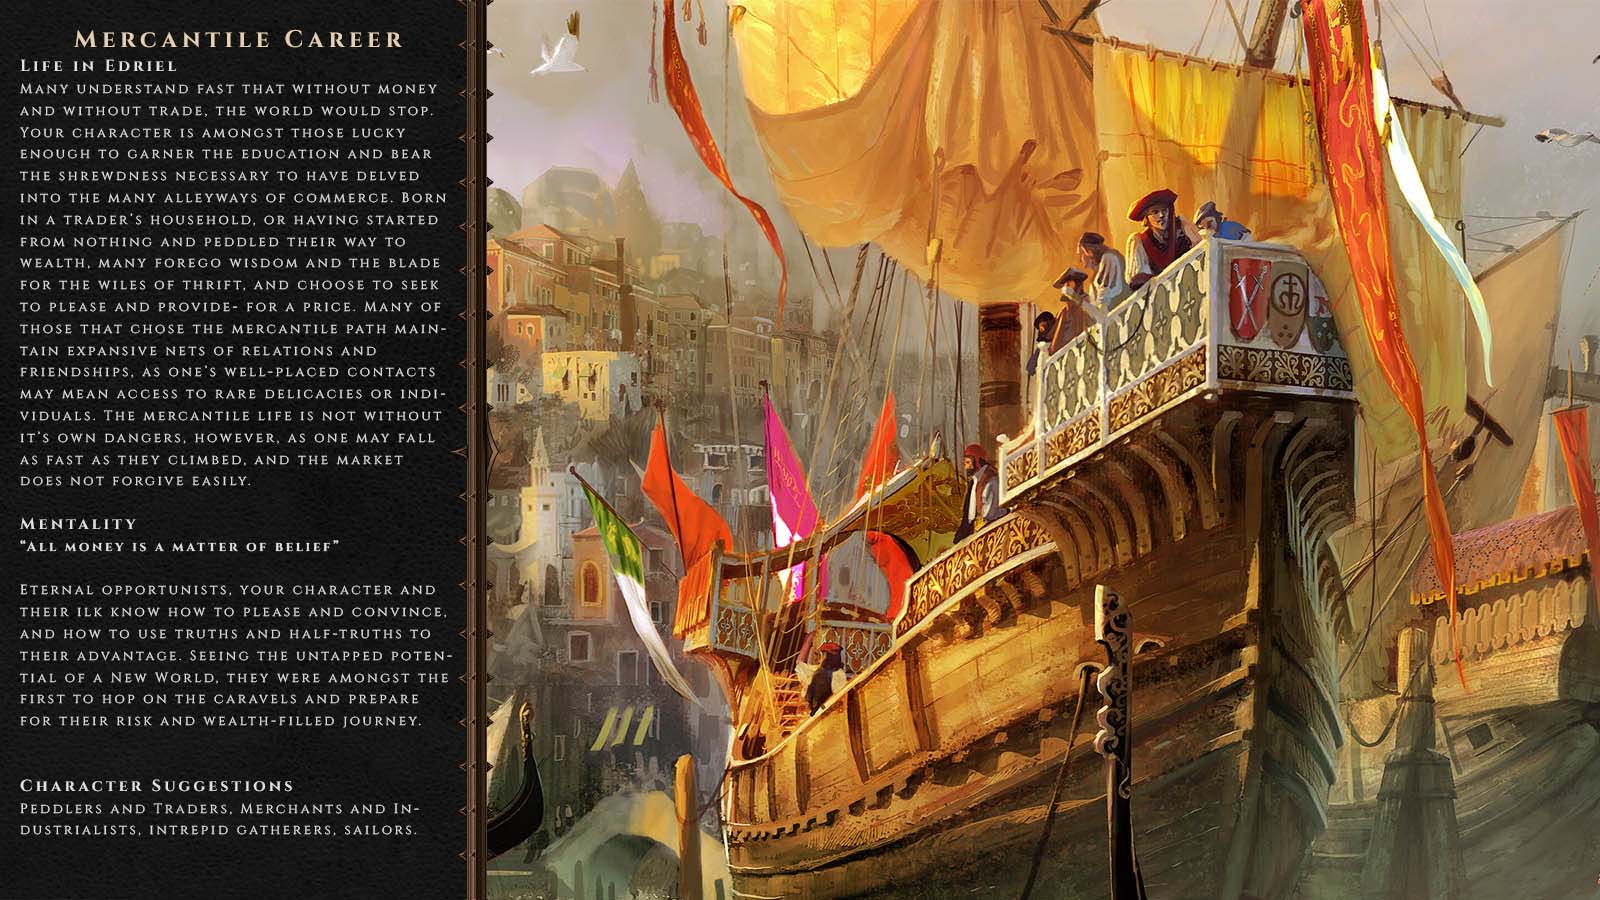 Mercantile Career
Life in Edriel
Many understand fast that without money
and without trade, the world would stop.
Your character is amongst those lucky
enough to garner the education and bear
the shrewdness necessary to have delved
into the many alleyways of commerce. Born
in a trader's household, or having started
from nothing and peddled their way to
wealth, many forego wisdom and the blade
for the wiles of thrift, and choose to seek
to please and provide- for a price. Many of
those that chose the mercantile path main-
tain expansive nets of relations and
friendships, as one's well-placed contacts
may mean access to rare delicacies or indi-
viduals. The mercantile life is not without
it's own dangers, however, as one may fall
as fast as they climbed, and the market
does not forgive easily.
Mentality
“All money is a matter of belief”
Eternal opportunists, your character and
their ilk know how to please and convince,
and how to use truths and half-truths to
their advantage. Seeing the untapped poten-
tial of a New World, they were amongst the
first to hop on the caravels and prepare
for their risk and wealth-filled journey.
Character Suggestions
Peddlers and Traders, Merchants and In-
dustrialists, intrepid gatherers, sailors.